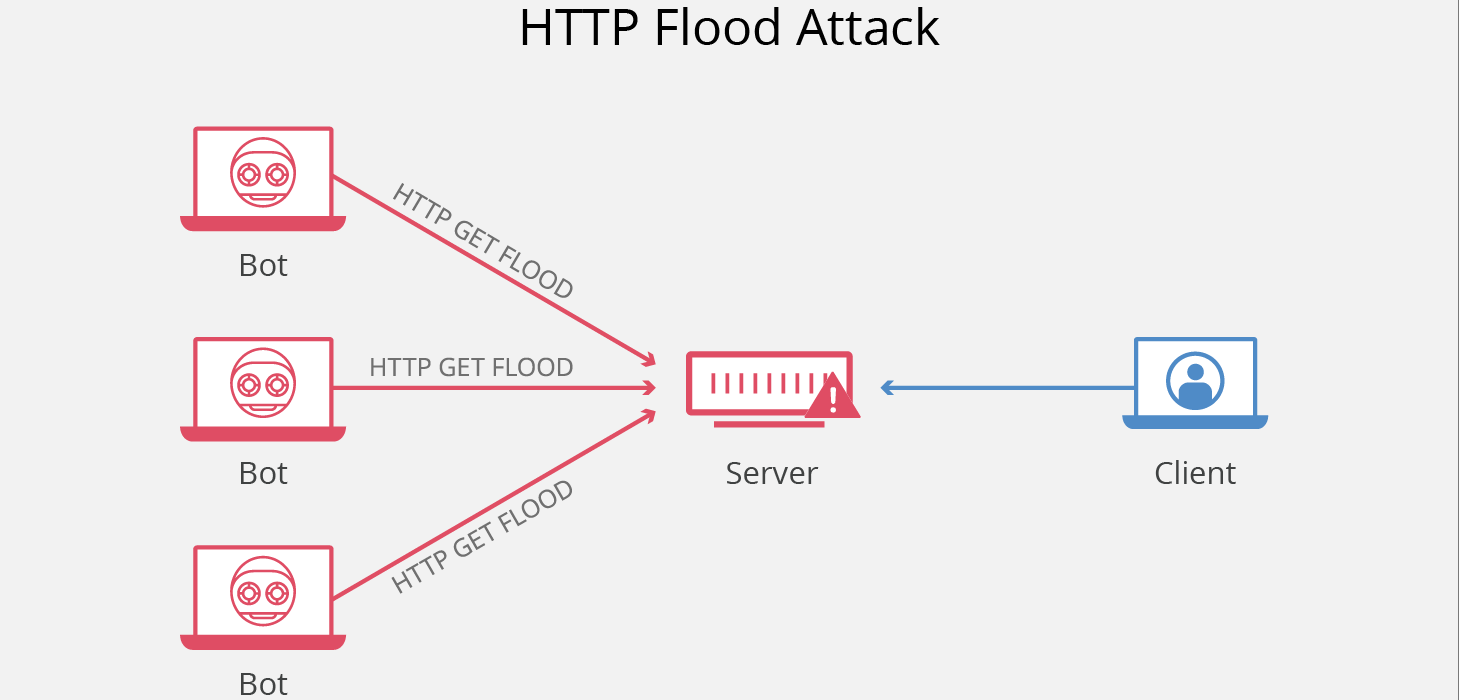 HTTP Flood Attack
HTTP GET FLOOD
Bot
HTTP GET FLOOD
Bot
Server
Client
HTTP GET FLOOD
Bot